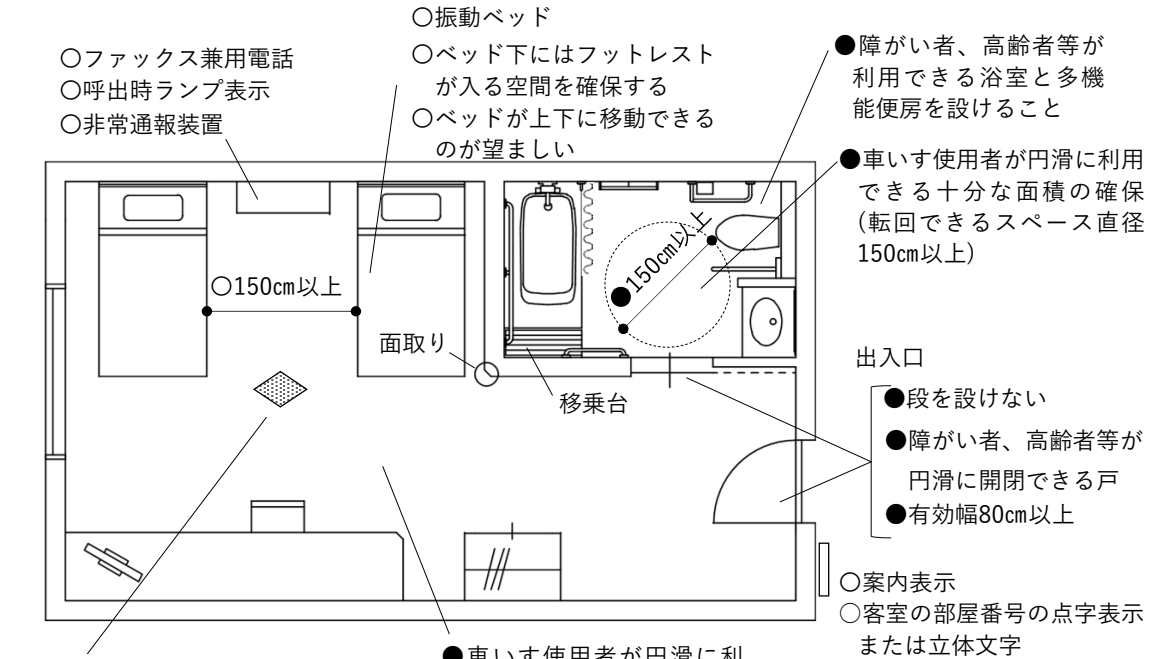 ○振動ベッド
○ベッド下にはフットレスト
が入る空間を確保する
○ベッドが上下に移動できる
のが望ましい
○ファックス兼用電話
○呼出時ランプ表示
○非常通報装置
●障がい者、高齢者等が
利用できる浴室と多機
能便房を設けること
●車いす使用者が円滑に利用
できる十分な面積の確保
(転回できるスペース直径
150㎝以上)
○150㎝以上
●150㎝以上
面取り
移乗台
出入口
●段を設けない
●障がい者、高齢者等が
円滑に開閉できる戸
●有効幅80㎝以上
○案内表示
○客室の部屋番号の点字表示
または立体文字
●車いす使用者が円滑に利